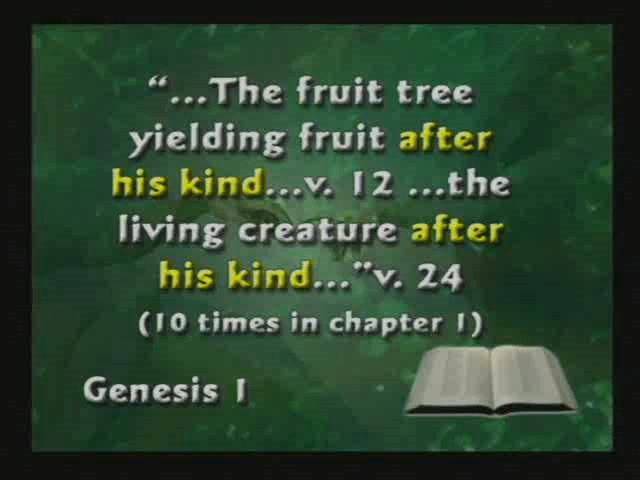 “...The fruit tree
yielding fruit after
his kind...v. 12 ...the
living creature after
his kind...”v. 24
(10 times in chapter 1)
Genesis 1